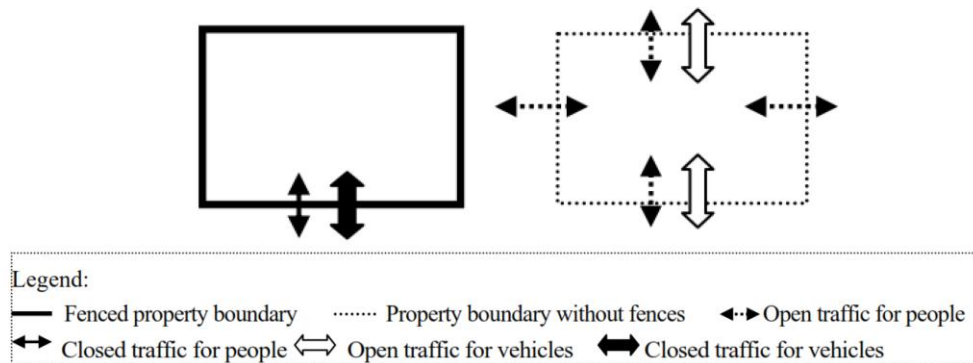 Legend:
Fenced property boundary Property boundary without fences Open traffic for people
Closed traffic for people Open traffic for vehicles Closed traffic for vehicles